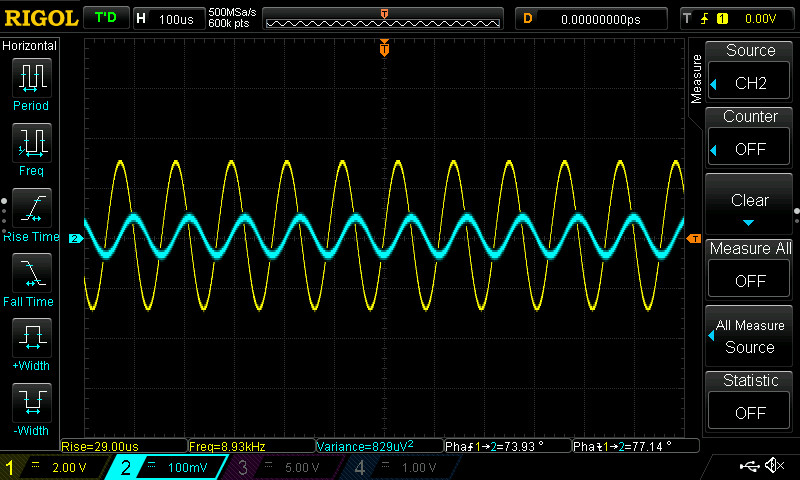 RIGOL T'D H 100us 500MSa/s 600k pts T D 0.00000000ps T 1 0.00V
Horizontal
Period
Freq
Rise Time
Fall Time
+Width
-Width
T
2
T
Measure
Source
CH2
Counter
OFF
Clear
Measure All
OFF
All Measure
Source
Statistic
OFF
Rise=29.00us Freq=8.93kHz Variance=829uV² Pha1→2=73.93 ° Pha1→2=77.14 °
1 2.00 V 2 100mV 3 5.00 V 4 1.00 V